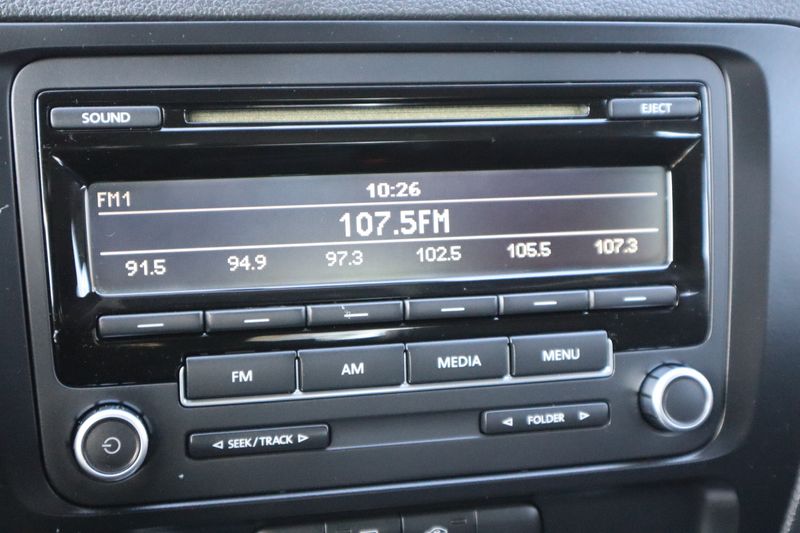 SOUND EJECT
10:26
FM1
107.5FM
91.5 94.9 97.3 102.5 105.5 107.3
FM AM MEDIA MENU
SEEK/TRACK FOLDER